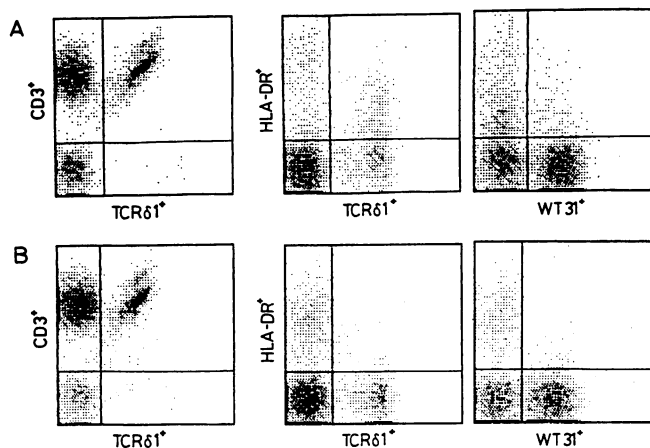 A
CD3⁺
TCRδ1⁺
HLA-DR⁺
TCRδ1⁺
WT31⁺
B
CD3⁺
TCRδ1⁺
HLA-DR⁺
TCRδ1⁺
WT31⁺